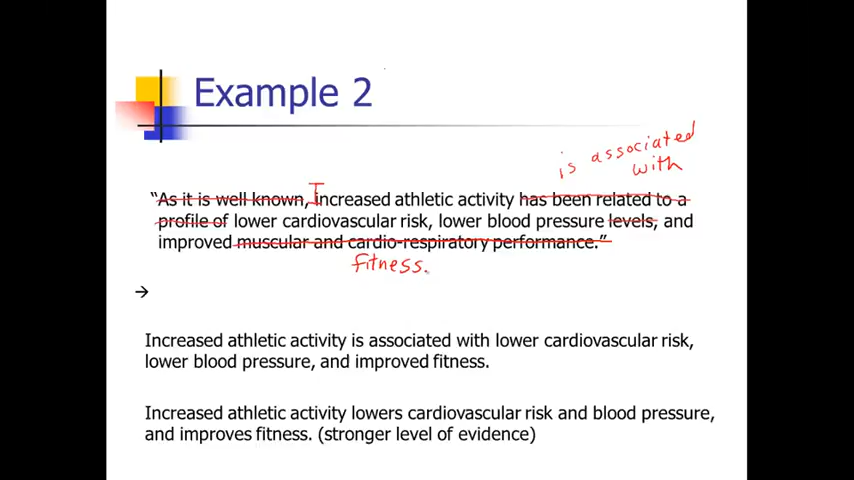 Example 2
is associated
with
I
“As it is well known, increased athletic activity has been related to a
profile of lower cardiovascular risk, lower blood pressure levels, and
improved muscular and cardio-respiratory performance.”
fitness.
→
Increased athletic activity is associated with lower cardiovascular risk,
lower blood pressure, and improved fitness.
Increased athletic activity lowers cardiovascular risk and blood pressure,
and improves fitness. (stronger level of evidence)